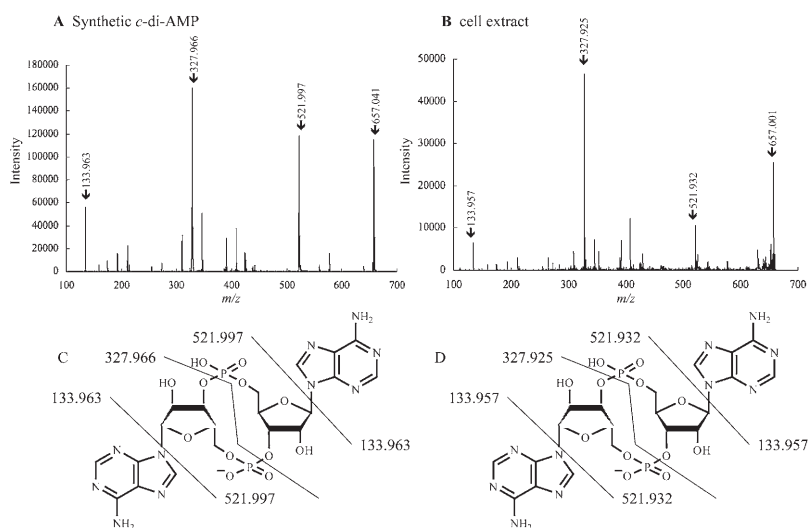 A Synthetic c-di-AMP
B cell extract
180000
160000
140000
120000
100000
80000
60000
40000
20000
0
Intensity
133.963
327.966
521.997
657.041
100 200 300 400 500 600 700
m/z
50000
40000
30000
20000
10000
0
Intensity
133.957
327.925
521.932
657.001
100 200 300 400 500 600 700
m/z
C
521.997
327.966
133.963
NH₂
N
N
N
N
HO
O
P
O
O
HO
O
O
O
O
OH
O
P
O
⁻O
N
N
N
N
NH₂
133.963
521.997
D
521.932
327.925
133.957
NH₂
N
N
N
N
HO
O
P
O
O
HO
O
O
O
O
OH
O
P
O
⁻O
N
N
N
N
NH₂
133.957
521.932